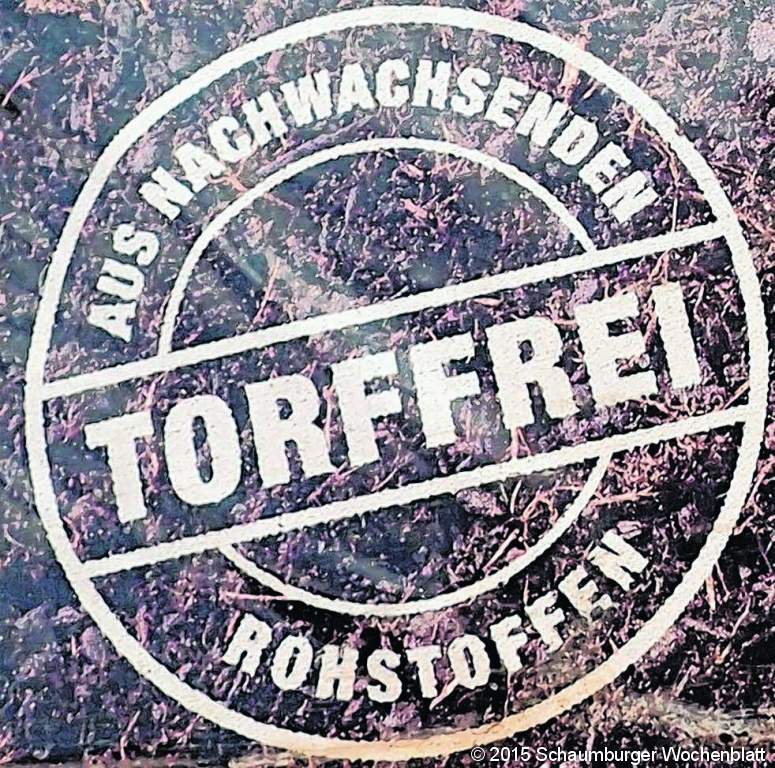 AUS NACHWACHSENDEN
TORFFREI
ROHSTOFFEN
© 2015 Schaumburger Wochenblatt